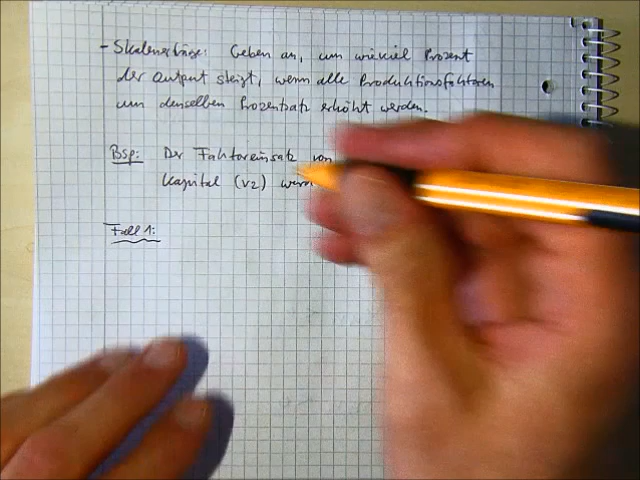 - Skalenerträge: Geben an, um wieviel Prozent
der Output steigt, wenn alle Produktionsfaktoren
um denselben Prozentsatz erhöht werden.
Bsp: Der Faktoreinsatz von
Kapital (v2)
Fall 1: